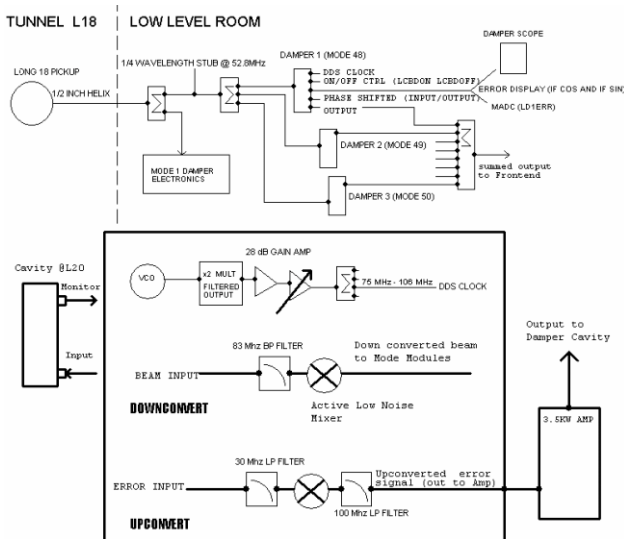 TUNNEL L18
LOW LEVEL ROOM
DAMPER SCOPE
1/4 WAVELENGTH STUB @ 52.8MHz
DAMPER 1 (MODE 48)
LONG 18 PICKUP
1/2 INCH HELIX
DDS CLOCK
ON/OFF CTRL (LCBDON LCBDOFF)
ERROR DISPLAY (IF COS AND IF SIN)
PHASE SHIFTED (INPUT/OUTPUT)
MADC (LD1ERR)
OUTPUT
DAMPER 2 (MODE 49)
MODE 1 DAMPER
ELECTRONICS
summed output
to Frontend
DAMPER 3 (MODE 50)
28 dB GAIN AMP
Cavity @L20
Monitor
VCO
x2 MULT
FILTERED
OUTPUT
75 MHz - 106 MHz
DDS CLOCK
Output to
Damper Cavity
83 Mhz BP FILTER
Down converted beam
to Mode Modules
Input
BEAM INPUT
DOWNCONVERT
Active Low Noise
Mixer
3.5KW AMP
30 Mhz LP FILTER
Upconverted error
signal (out to Amp)
ERROR INPUT
100 Mhz LP FILTER
UPCONVERT